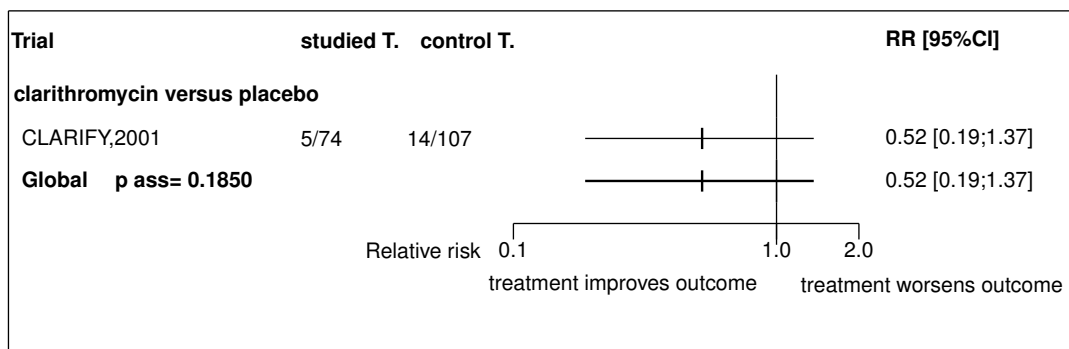 Trial studied T. control T. RR [95%CI]
clarithromycin versus placebo
CLARIFY,2001 5/74 14/107 0.52 [0.19;1.37]
Global p ass= 0.1850 0.52 [0.19;1.37]
Relative risk 0.1 1.0 2.0
treatment improves outcome treatment worsens outcome